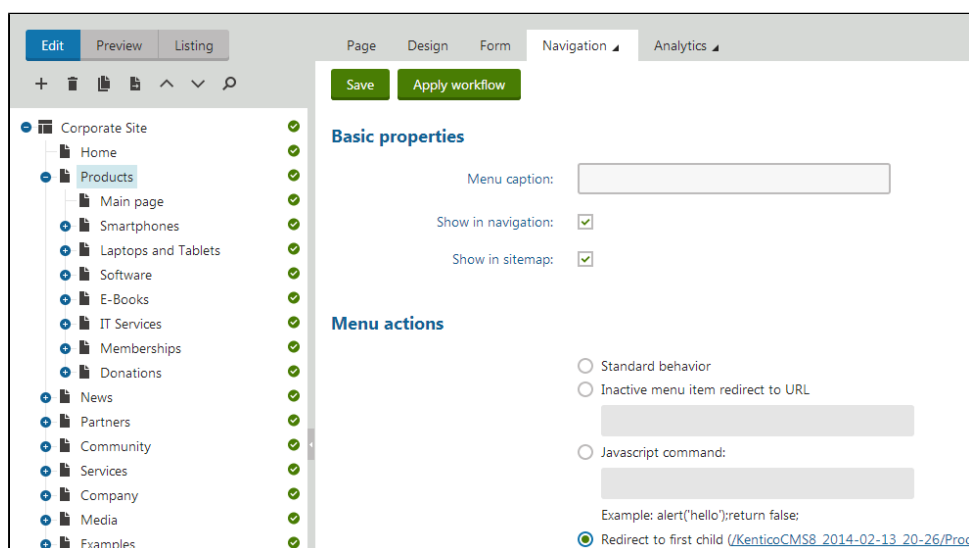 Edit Preview Listing
Page Design Form Navigation Analytics
Save Apply workflow
Corporate Site
Home
Products
Main page
Smartphones
Laptops and Tablets
Software
E-Books
IT Services
Memberships
Donations
News
Partners
Community
Services
Company
Media
Examples
Basic properties
Menu caption:
Show in navigation:
Show in sitemap:
Menu actions
Standard behavior
Inactive menu item redirect to URL
Javascript command:
Example: alert('hello');return false;
Redirect to first child (/KenticoCMS8_2014-02-13_20-26/Proc